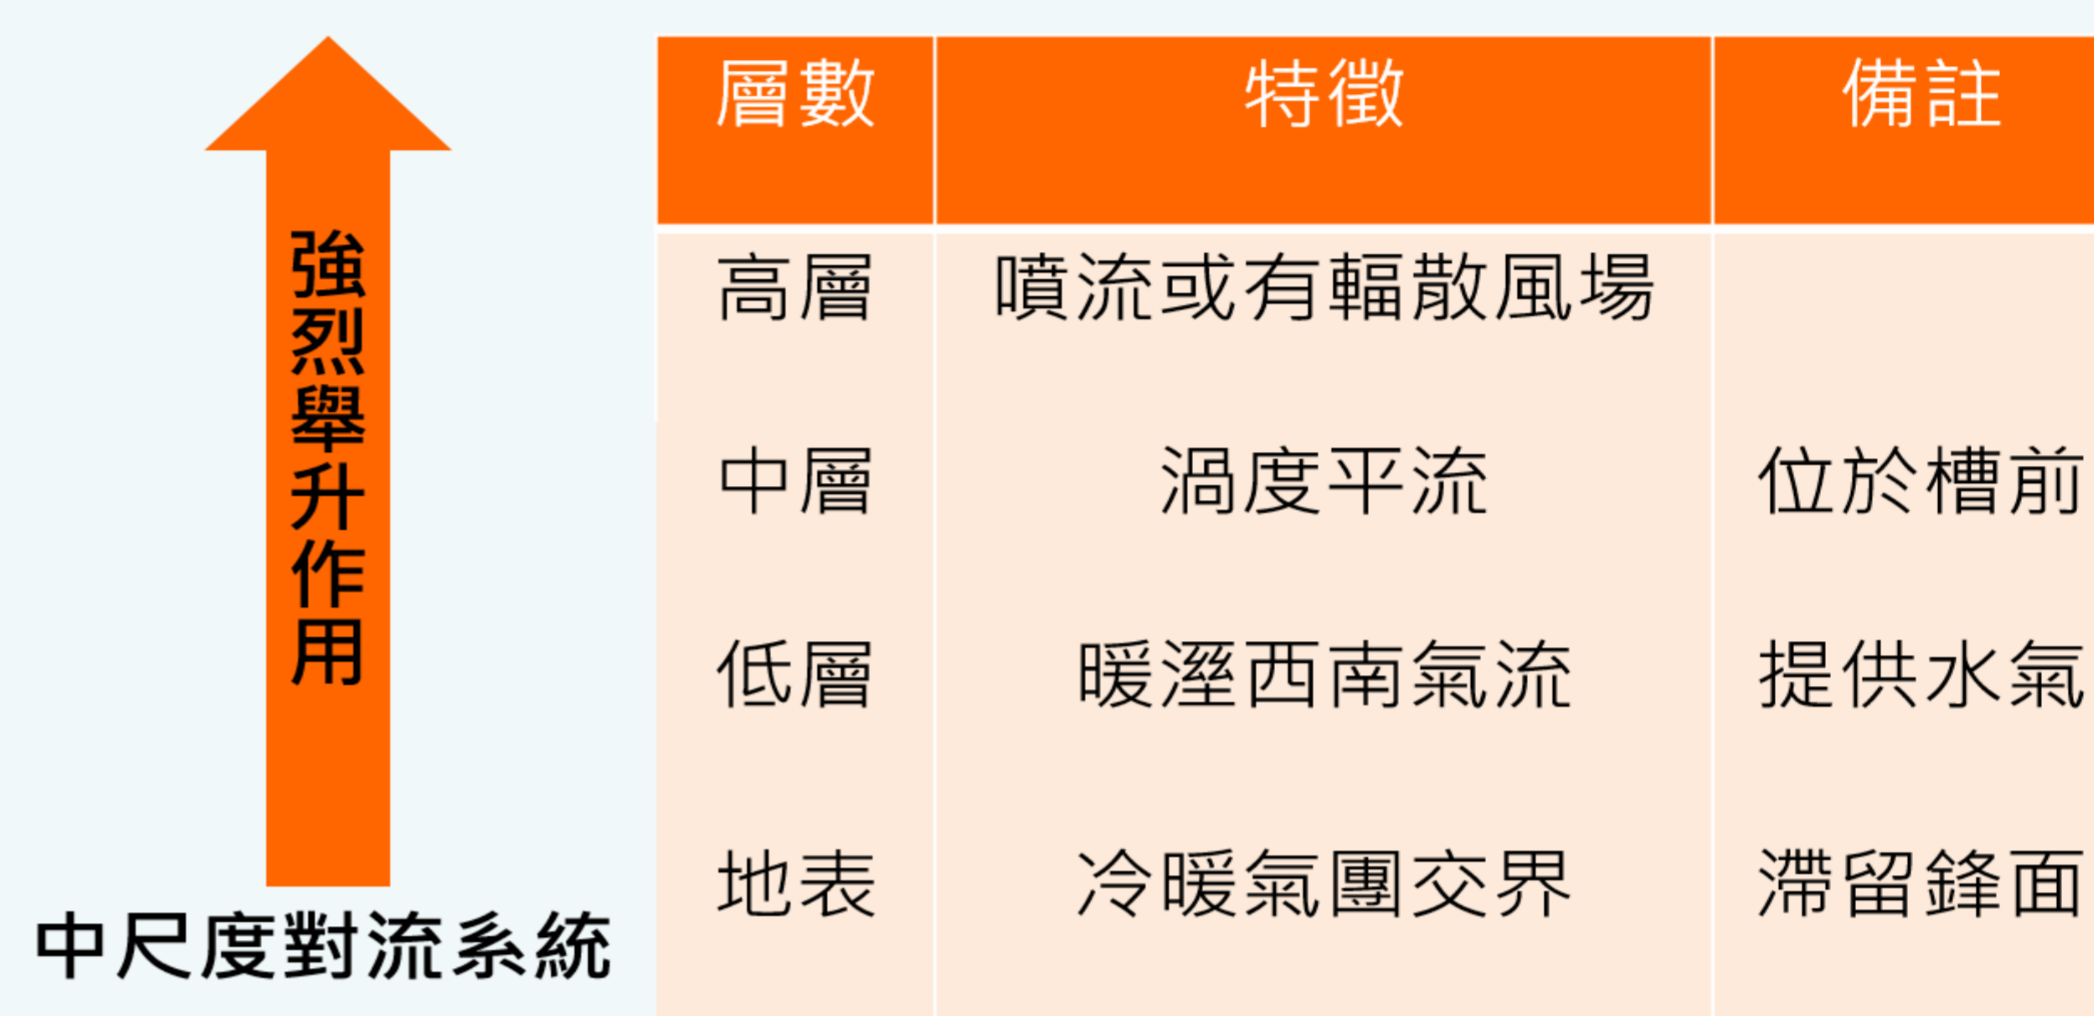 強烈舉升作用
中尺度對流系統
層數 特徵 備註
高層 噴流或有輻散風場
中層 渦度平流 位於槽前
低層 暖溼西南氣流 提供水氣
地表 冷暖氣團交界 滯留鋒面